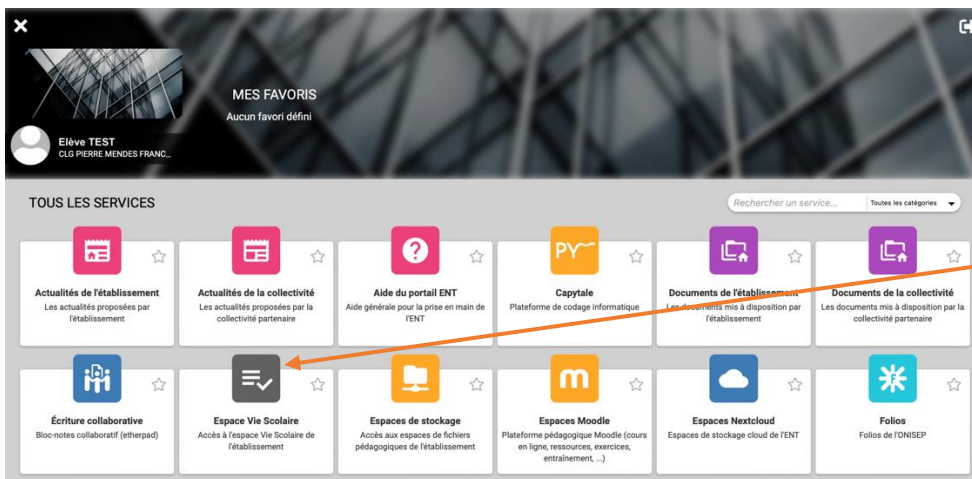 MES FAVORIS
Aucun favori défini
Elève TEST
CLG PIERRE MENDES FRANC...
TOUS LES SERVICES
Rechercher un service...
Toutes les catégories
Actualités de l'établissement
Les actualités proposées par
l'établissement
Actualités de la collectivité
Les actualités proposées par la
collectivité partenaire
?
Aide du portail ENT
Aide générale pour la prise en main de
l'ENT
PY
Capytale
Plateforme de codage informatique
Documents de l'établissement
Les documents mis à disposition par
l'établissement
Documents de la collectivité
Les documents mis à disposition par la
collectivité partenaire
Écriture collaborative
Bloc-notes collaboratif (etherpad)
Espace Vie Scolaire
Accès à l'espace Vie Scolaire de
l'établissement
Espaces de stockage
Accès aux espaces de fichiers
pédagogiques de l'établissement
m
Espaces Moodle
Plateforme pédagogique Moodle (cours
en ligne, ressources, exercices,
entraînement, ...)
Espaces Nextcloud
Espaces de stockage cloud de l'ENT
F
Folios
Folios de l'ONISEP